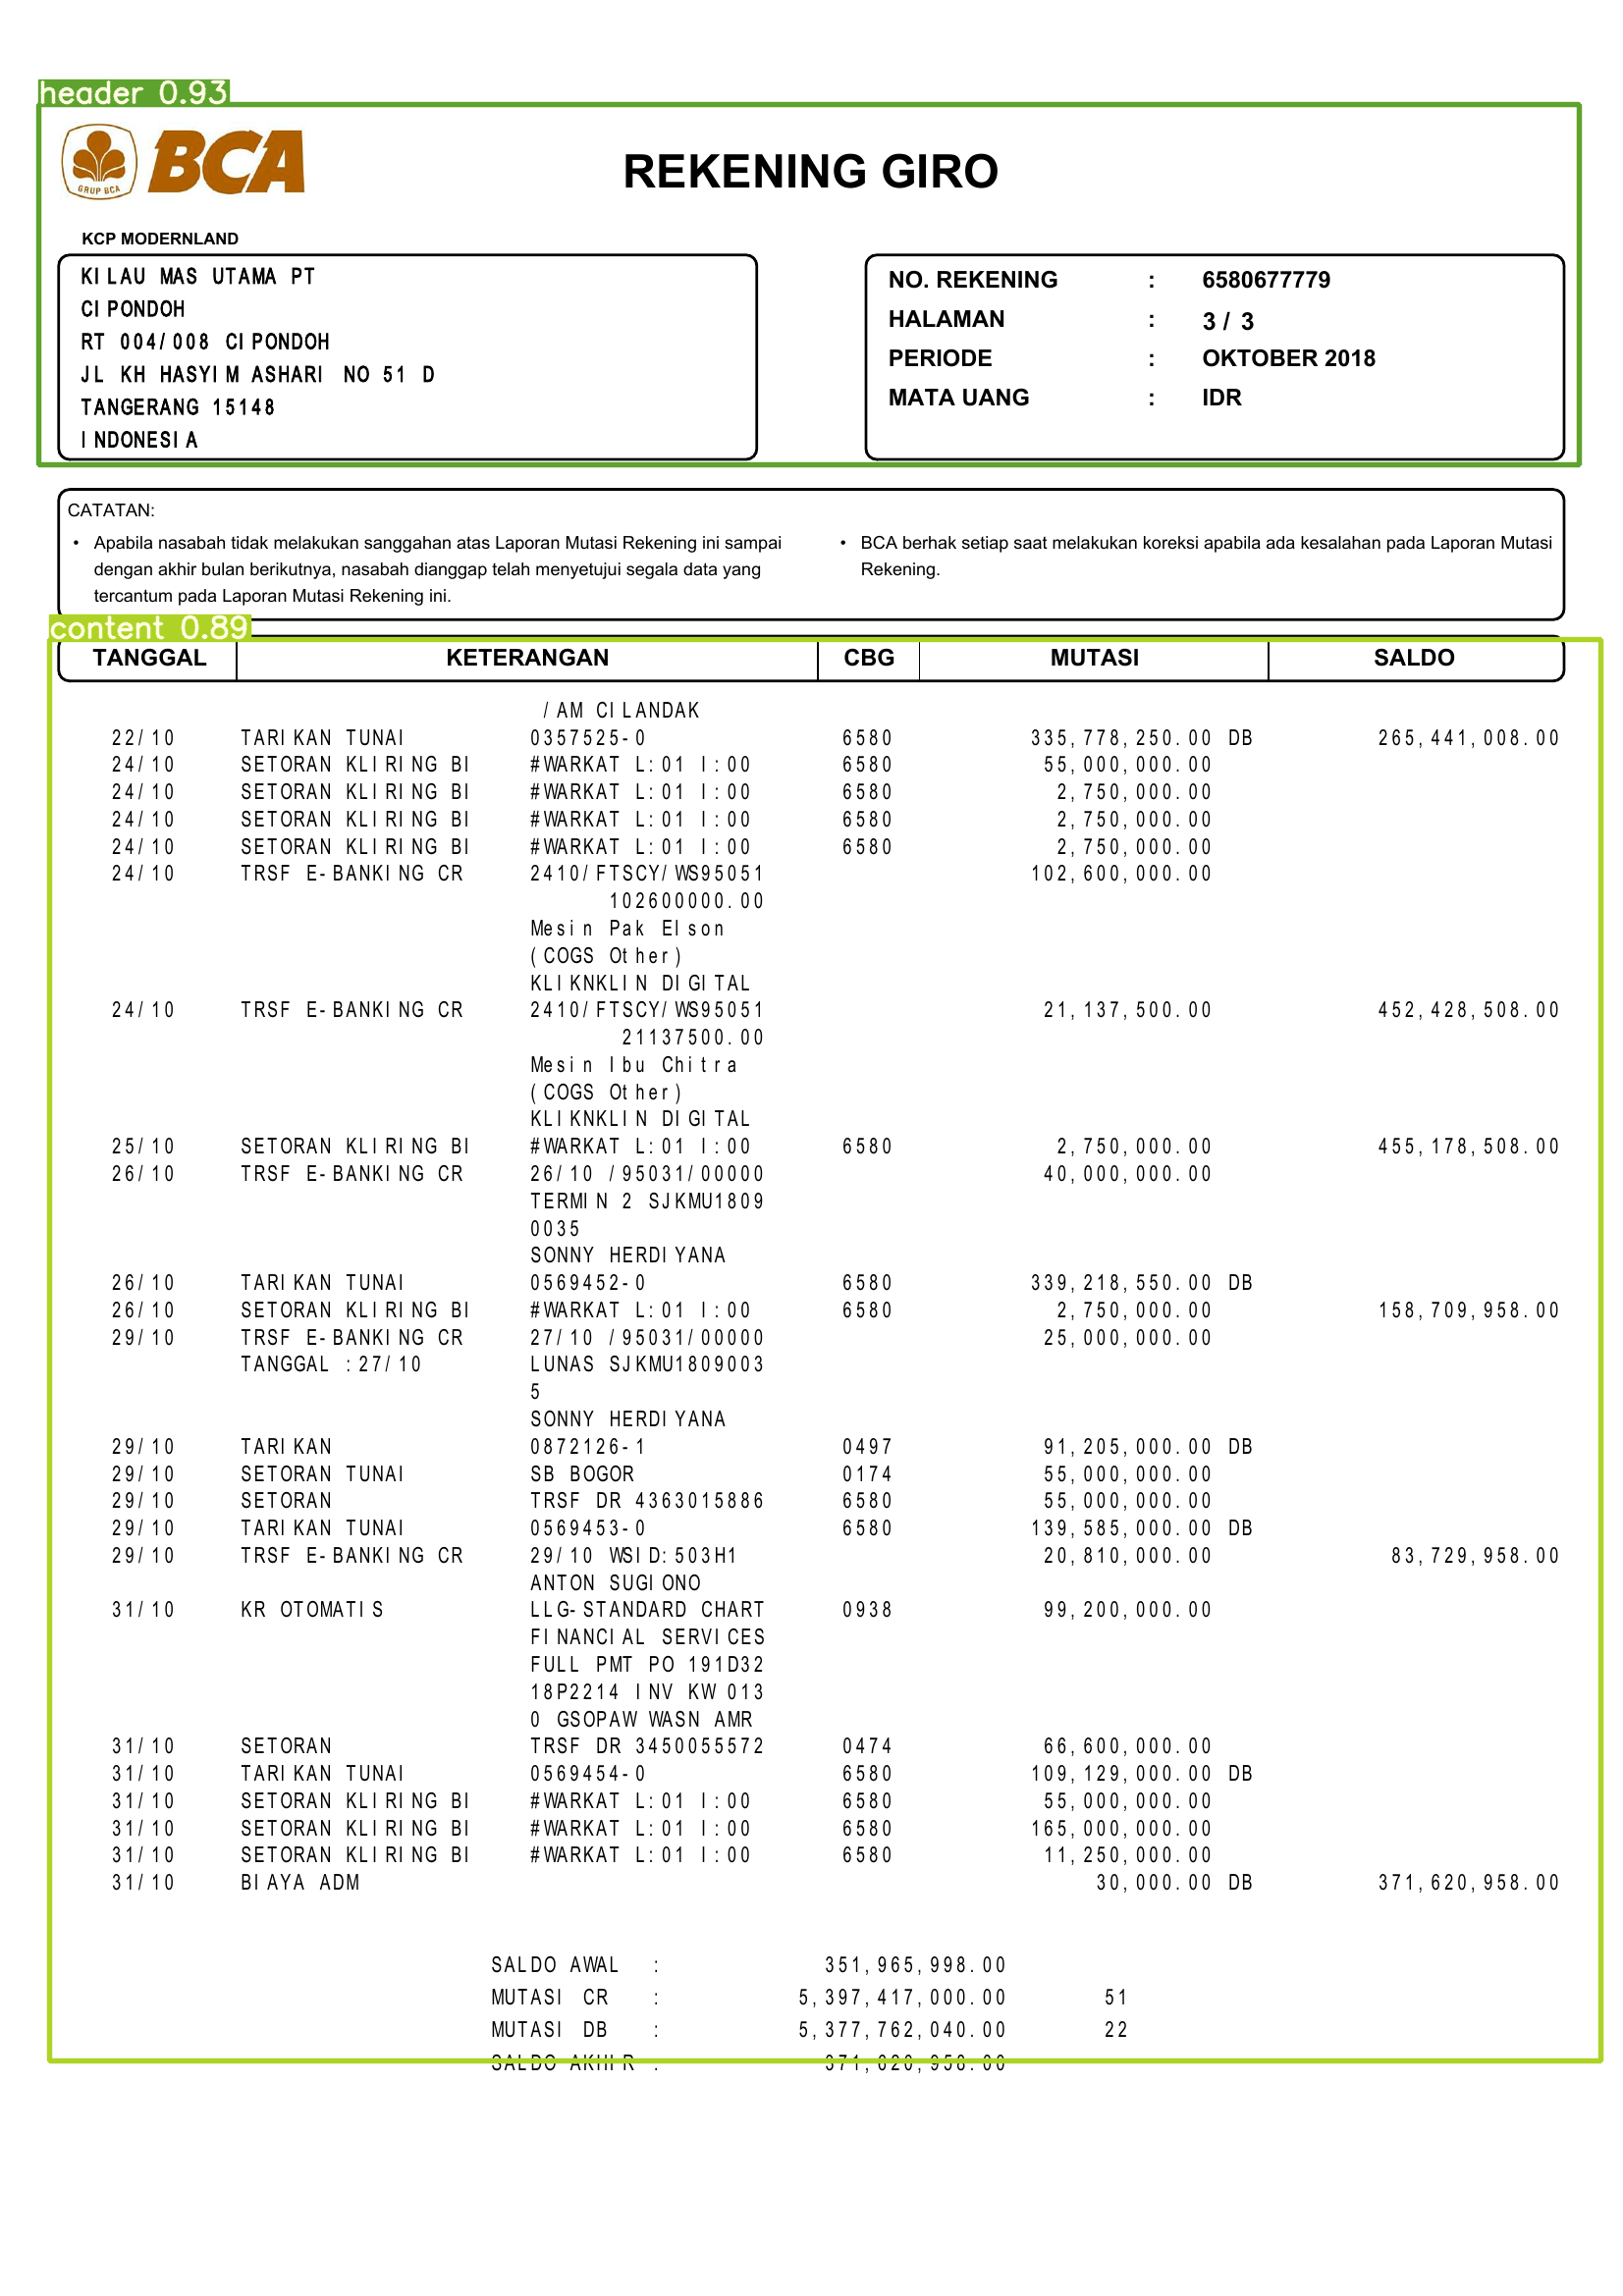 header 0.93
GRUP BCA
BCA
REKENING GIRO
KCP MODERNLAND
KILAU MAS UTAMA PT
CIPONDOH
RT 004/008 CIPONDOH
JL KH HASYIM ASHARI NO 51 D
TANGERANG 15148
INDONESIA
NO. REKENING : 6580677779
HALAMAN : 3 / 3
PERIODE : OKTOBER 2018
MATA UANG : IDR
CATATAN:
• Apabila nasabah tidak melakukan sanggahan atas Laporan Mutasi Rekening ini sampai
dengan akhir bulan berikutnya, nasabah dianggap telah menyetujui segala data yang
tercantum pada Laporan Mutasi Rekening ini.
• BCA berhak setiap saat melakukan koreksi apabila ada kesalahan pada Laporan Mutasi
Rekening.
content 0.89
TANGGAL KETERANGAN CBG MUTASI SALDO
/AM CILANDAK
22/10 TARIKAN TUNAI 0357525-0 6580 335,778,250.00 DB 265,441,008.00
24/10 SETORAN KLIRING BI #WARKAT L:01 I:00 6580 55,000,000.00
24/10 SETORAN KLIRING BI #WARKAT L:01 I:00 6580 2,750,000.00
24/10 SETORAN KLIRING BI #WARKAT L:01 I:00 6580 2,750,000.00
24/10 SETORAN KLIRING BI #WARKAT L:01 I:00 6580 2,750,000.00
24/10 TRSF E-BANKING CR 2410/FTSCY/WS95051 102,600,000.00
102600000.00
Mesin Pak Elson
(COGS Other)
KLIKNKLIN DIGITAL
24/10 TRSF E-BANKING CR 2410/FTSCY/WS95051 21,137,500.00 452,428,508.00
21137500.00
Mesin Ibu Chitra
(COGS Other)
KLIKNKLIN DIGITAL
25/10 SETORAN KLIRING BI #WARKAT L:01 I:00 6580 2,750,000.00 455,178,508.00
26/10 TRSF E-BANKING CR 26/10 /95031/00000 40,000,000.00
TERMIN 2 SJKMU1809
0035
SONNY HERDIYANA
26/10 TARIKAN TUNAI 0569452-0 6580 339,218,550.00 DB
26/10 SETORAN KLIRING BI #WARKAT L:01 I:00 6580 2,750,000.00 158,709,958.00
29/10 TRSF E-BANKING CR 27/10 /95031/00000 25,000,000.00
TANGGAL :27/10 LUNAS SJKMU1809003
5
SONNY HERDIYANA
29/10 TARIKAN 0872126-1 0497 91,205,000.00 DB
29/10 SETORAN TUNAI SB BOGOR 0174 55,000,000.00
29/10 SETORAN TRSF DR 4363015886 6580 55,000,000.00
29/10 TARIKAN TUNAI 0569453-0 6580 139,585,000.00 DB
29/10 TRSF E-BANKING CR 29/10 WSID:503H1 20,810,000.00 83,729,958.00
ANTON SUGIONO
31/10 KR OTOMATIS LLG-STANDARD CHART 0938 99,200,000.00
FINANCIAL SERVICES
FULL PMT PO 191D32
18P2214 INV KW 013
0 GSOPAW WASN AMR
31/10 SETORAN TRSF DR 3450055572 0474 66,600,000.00
31/10 TARIKAN TUNAI 0569454-0 6580 109,129,000.00 DB
31/10 SETORAN KLIRING BI #WARKAT L:01 I:00 6580 55,000,000.00
31/10 SETORAN KLIRING BI #WARKAT L:01 I:00 6580 165,000,000.00
31/10 SETORAN KLIRING BI #WARKAT L:01 I:00 6580 11,250,000.00
31/10 BIAYA ADM 30,000.00 DB 371,620,958.00
SALDO AWAL : 351,965,998.00
MUTASI CR : 5,397,417,000.00 51
MUTASI DB : 5,377,762,040.00 22
SALDO AKHIR : 371,620,958.00